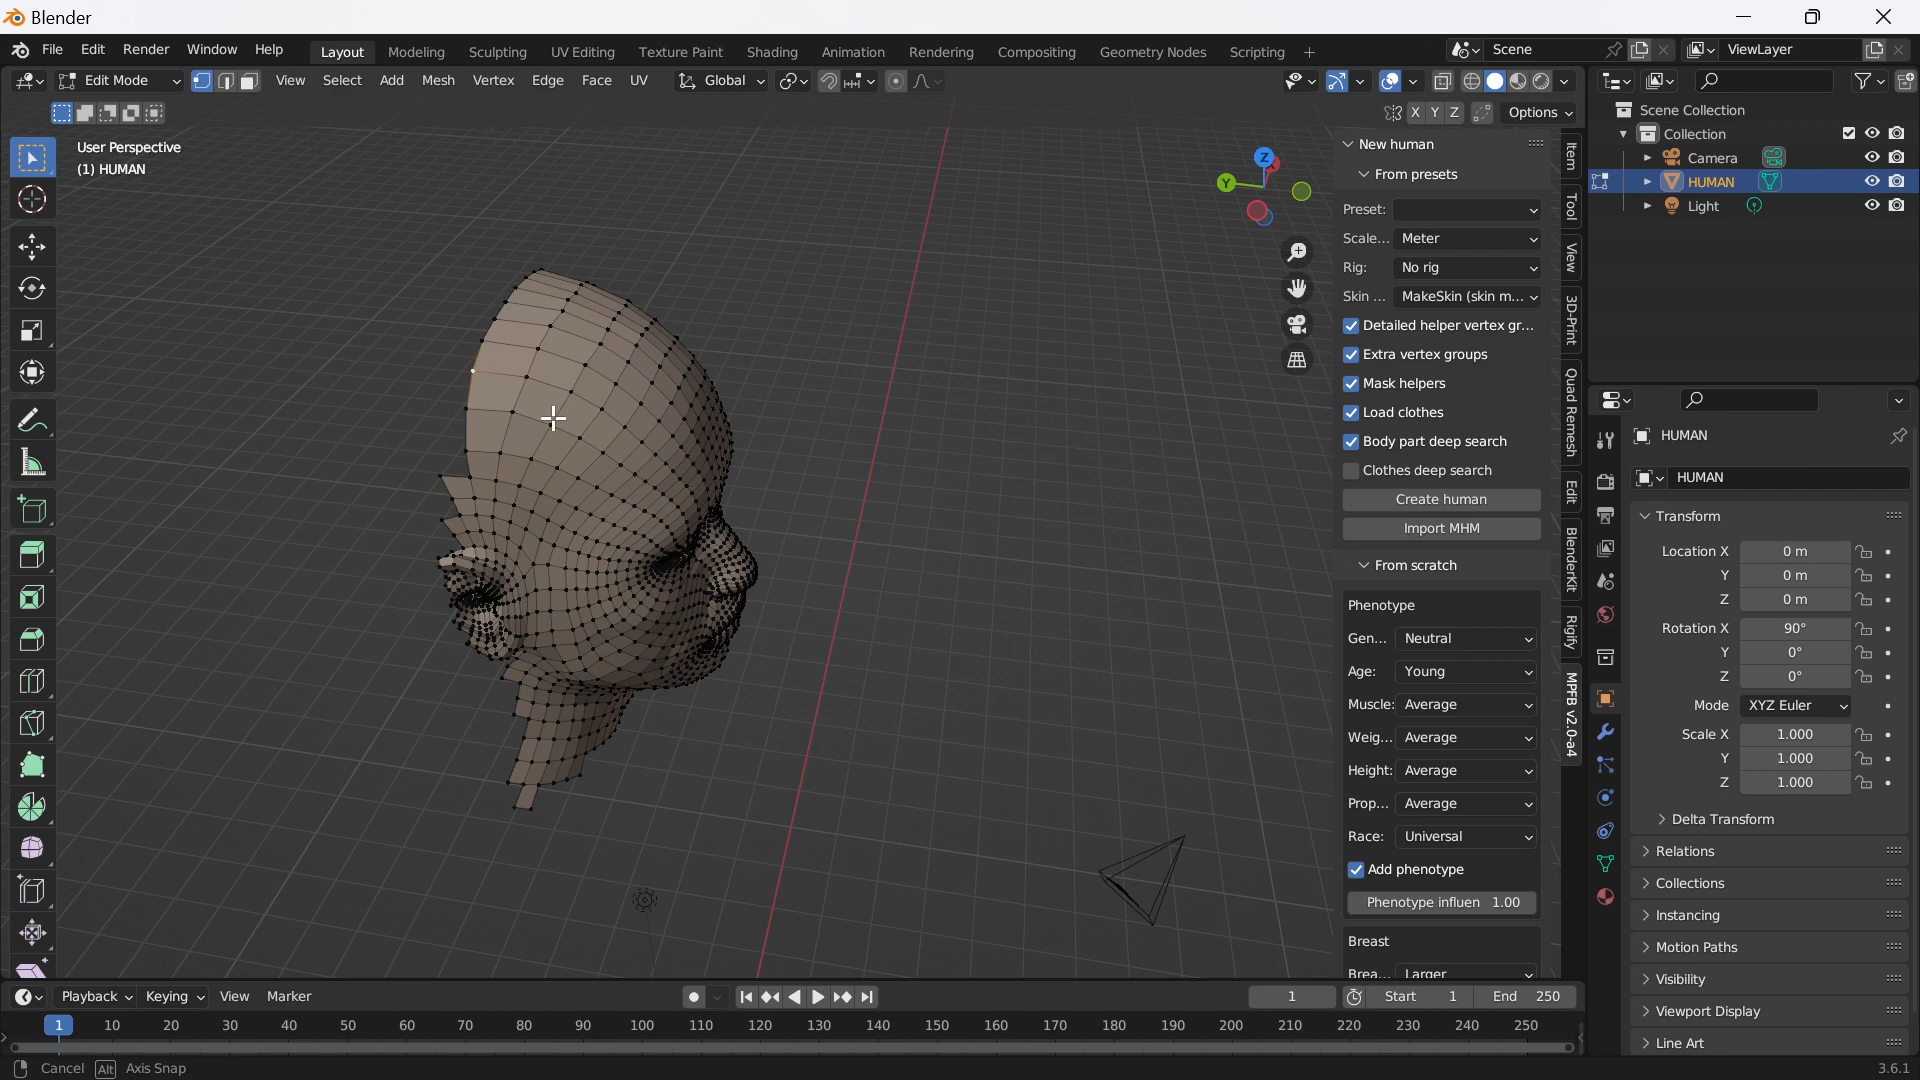 Blender
File Edit Render Window Help Layout Modeling Sculpting UV Editing Texture Paint Shading Animation Rendering Compositing Geometry Nodes Scripting + Scene ViewLayer
Edit Mode View Select Add Mesh Vertex Edge Face UV Global
X Y Z Options
User Perspective
(1) HUMAN
Z
Y
New human
From presets
Preset:
Scale... Meter
Rig: No rig
Skin ... MakeSkin (skin m...
Detailed helper vertex gr...
Extra vertex groups
Mask helpers
Load clothes
Body part deep search
Clothes deep search
Create human
Import MHM
From scratch
Phenotype
Gen... Neutral
Age: Young
Muscle: Average
Weig... Average
Height: Average
Prop... Average
Race: Universal
Add phenotype
Phenotype influen 1.00
Breast
Brea... Larger
Item
Tool
View
3D-Print
Quad Remesh
Edit
BlenderKit
Rigify
MPFB v2.0-a4
Scene Collection
Collection
Camera
HUMAN
Light
HUMAN
HUMAN
Transform
Location X 0 m
Y 0 m
Z 0 m
Rotation X 90°
Y 0°
Z 0°
Mode XYZ Euler
Scale X 1.000
Y 1.000
Z 1.000
Delta Transform
Relations
Collections
Instancing
Motion Paths
Visibility
Viewport Display
Line Art
Playback Keying View Marker 1 Start 1 End 250
1 10 20 30 40 50 60 70 80 90 100 110 120 130 140 150 160 170 180 190 200 210 220 230 240 250
Cancel Alt Axis Snap 3.6.1